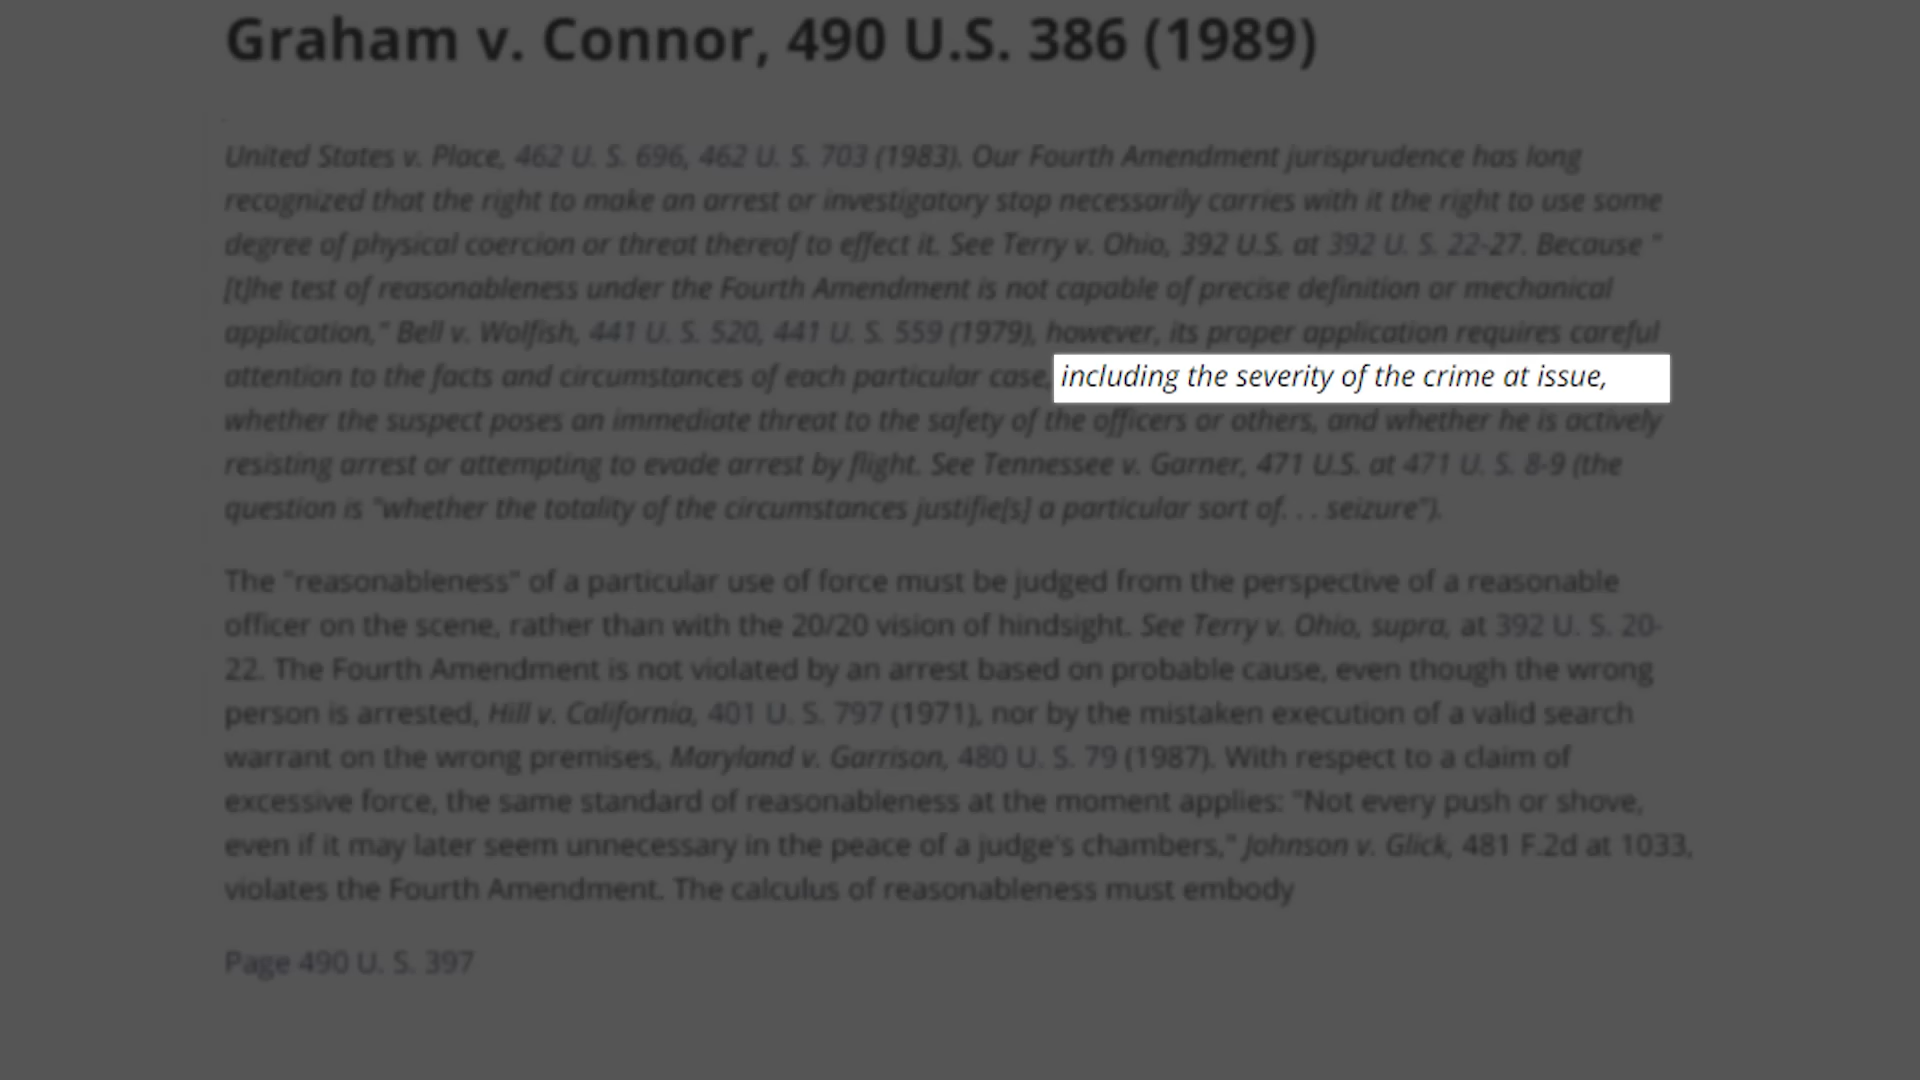 Graham v. Connor, 490 U.S. 386 (1989)
United States v. Place, 462 U. S. 696, 462 U. S. 703 (1983). Our Fourth Amendment jurisprudence has long
recognized that the right to make an arrest or investigatory stop necessarily carries with it the right to use some
degree of physical coercion or threat thereof to effect it. See Terry v. Ohio, 392 U.S. at 392 U. S. 22-27. Because "
[t]he test of reasonableness under the Fourth Amendment is not capable of precise definition or mechanical
application," Bell v. Wolfish, 441 U. S. 520, 441 U. S. 559 (1979), however, its proper application requires careful
attention to the facts and circumstances of each particular case, including the severity of the crime at issue,
whether the suspect poses an immediate threat to the safety of the officers or others, and whether he is actively
resisting arrest or attempting to evade arrest by flight. See Tennessee v. Garner, 471 U.S. at 471 U. S. 8-9 (the
question is "whether the totality of the circumstances justifie[s] a particular sort of. . . seizure").
The "reasonableness" of a particular use of force must be judged from the perspective of a reasonable
officer on the scene, rather than with the 20/20 vision of hindsight. See Terry v. Ohio, supra, at 392 U. S. 20-
22. The Fourth Amendment is not violated by an arrest based on probable cause, even though the wrong
person is arrested, Hill v. California, 401 U. S. 797 (1971), nor by the mistaken execution of a valid search
warrant on the wrong premises, Maryland v. Garrison, 480 U. S. 79 (1987). With respect to a claim of
excessive force, the same standard of reasonableness at the moment applies: "Not every push or shove,
even if it may later seem unnecessary in the peace of a judge's chambers," Johnson v. Glick, 481 F.2d at 1033,
violates the Fourth Amendment. The calculus of reasonableness must embody
Page 490 U. S. 397